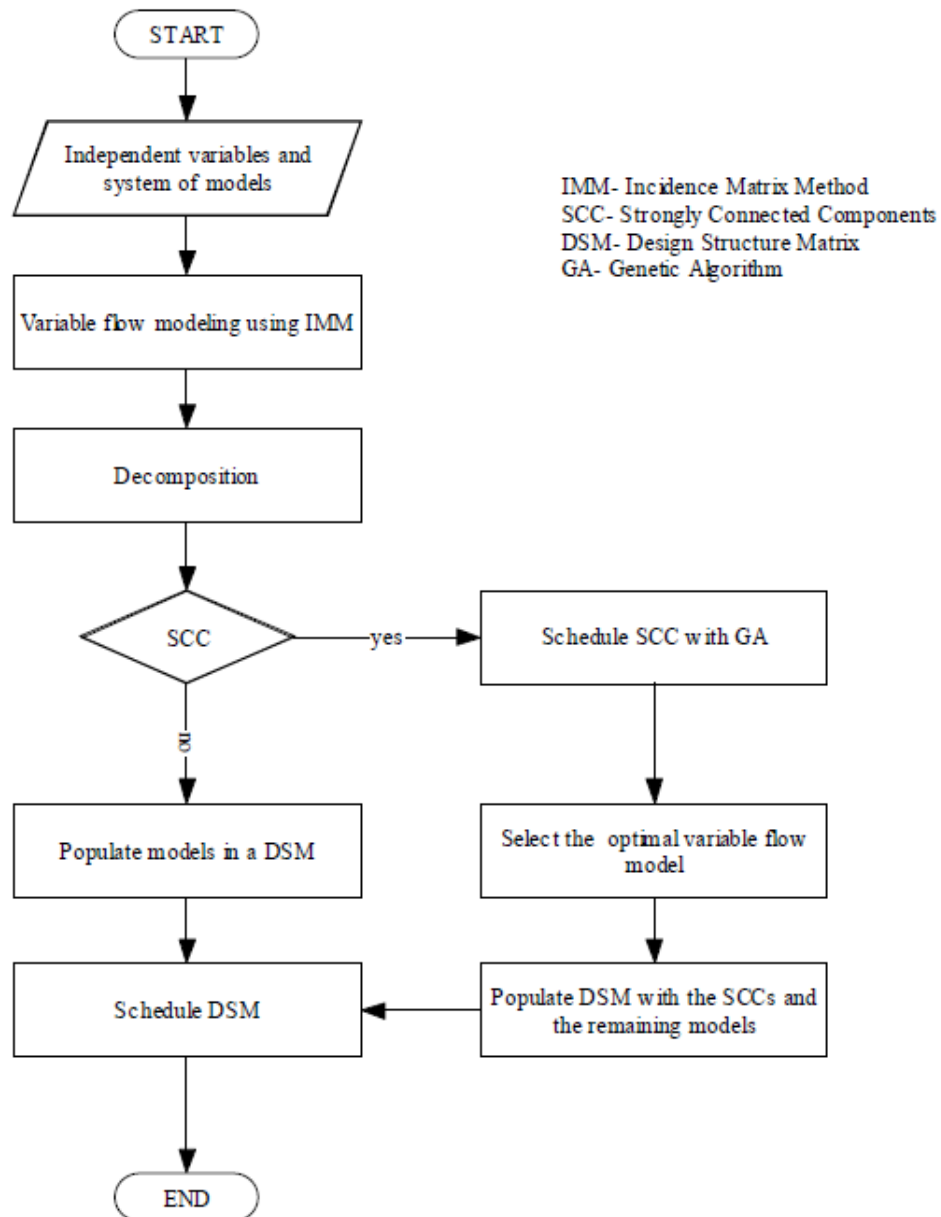 START
Independent variables and
system of models
IMM- Incidence Matrix Method
SCC- Strongly Connected Components
DSM- Design Structure Matrix
GA- Genetic Algorithm
Variable flow modeling using IMM
Decomposition
SCC
yes
Schedule SCC with GA
no
Populate models in a DSM
Select the optimal variable flow
model
Schedule DSM
Populate DSM with the SCCs and
the remaining models
END